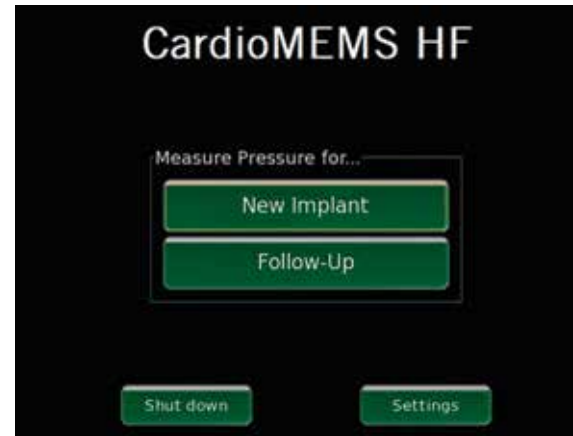 CardioMEMS HF
Measure Pressure for...
New Implant
Follow-Up
Shut down
Settings